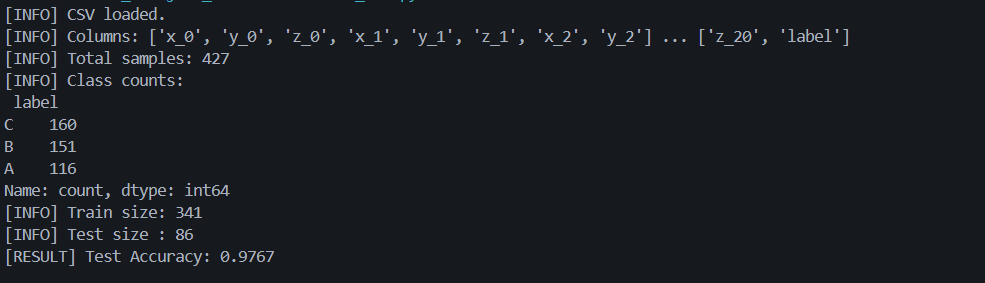 [INFO] CSV loaded.
[INFO] Columns: ['x_0', 'y_0', 'z_0', 'x_1', 'y_1', 'z_1', 'x_2', 'y_2'] ... ['z_20', 'label']
[INFO] Total samples: 427
[INFO] Class counts:
 label
C    160
B    151
A    116
Name: count, dtype: int64
[INFO] Train size: 341
[INFO] Test size : 86
[RESULT] Test Accuracy: 0.9767